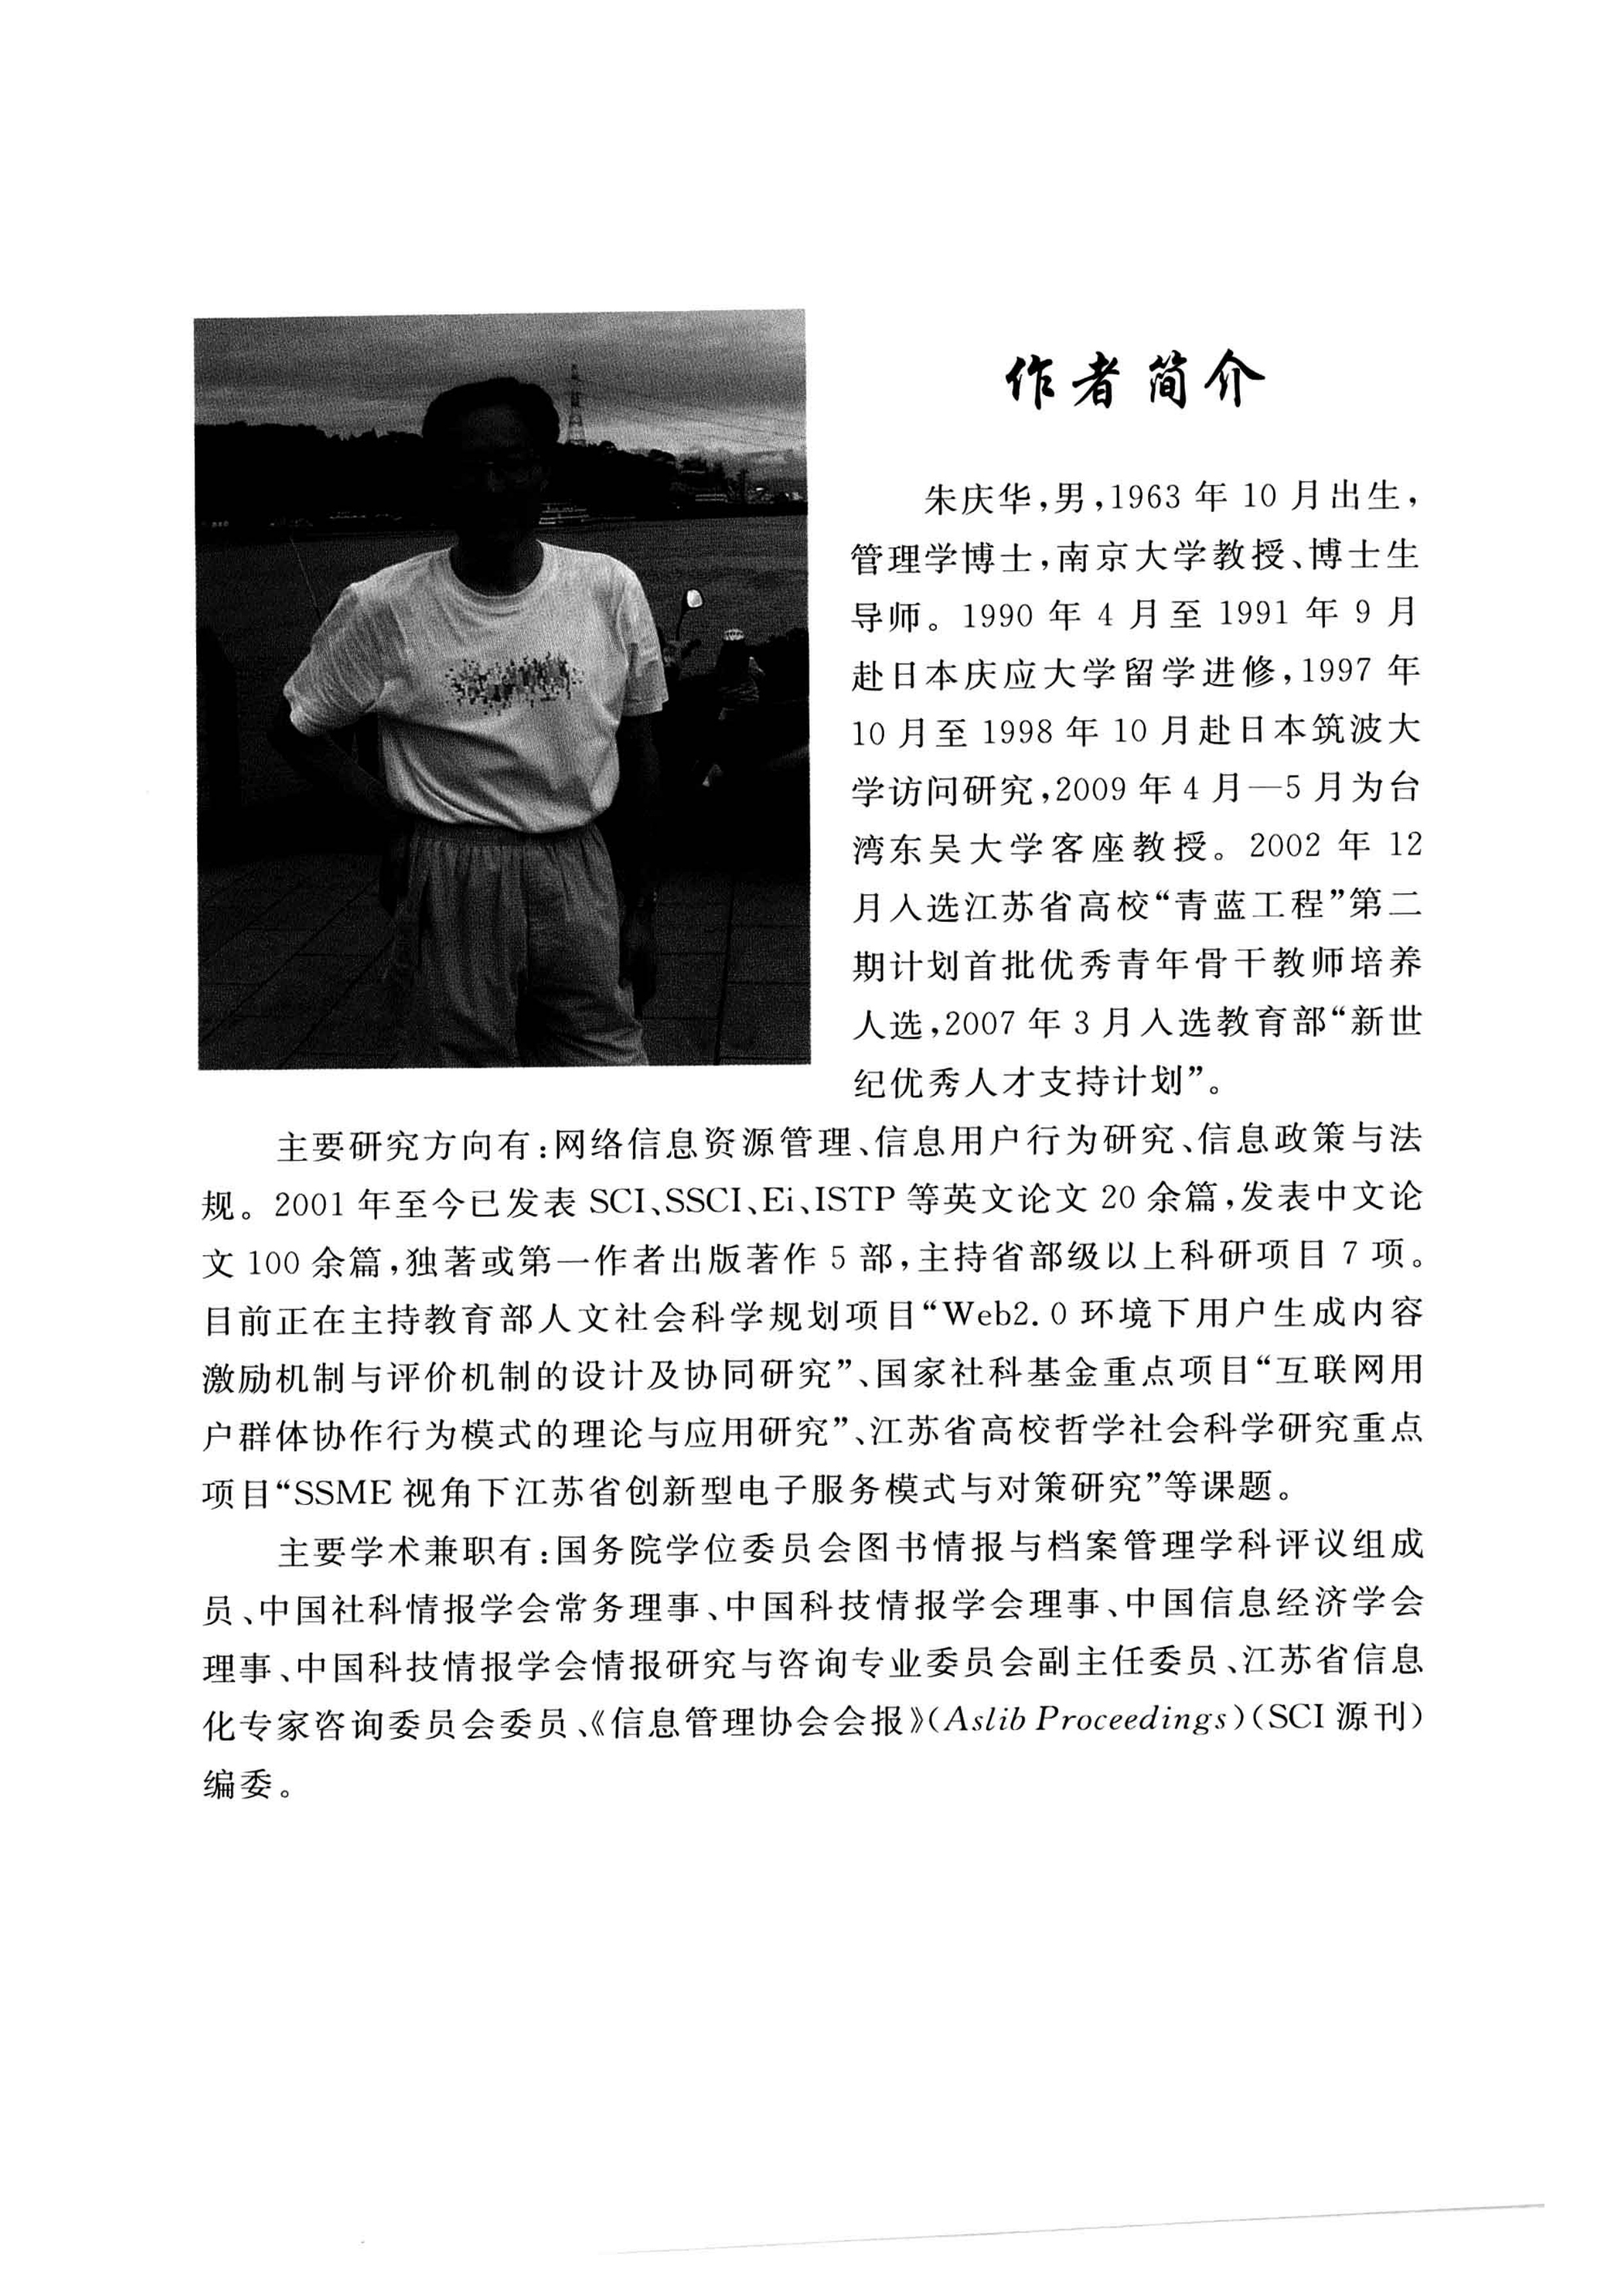 作者简介
朱庆华,男,1963 年 10 月出生,
管理学博士,南京大学教授、博士生
导师。1990 年 4 月至 1991 年 9 月
赴日本庆应大学留学进修,1997 年
10 月至 1998 年 10 月赴日本筑波大
学访问研究,2009 年 4 月—5 月为台
湾东吴大学客座教授。2002 年 12
月入选江苏省高校“青蓝工程”第二
期计划首批优秀青年骨干教师培养
人选,2007 年 3 月入选教育部“新世
纪优秀人才支持计划”。
主要研究方向有:网络信息资源管理、信息用户行为研究、信息政策与法
规。2001 年至今已发表 SCI、SSCI、Ei、ISTP 等英文论文 20 余篇,发表中文论
文 100 余篇,独著或第一作者出版著作 5 部,主持省部级以上科研项目 7 项。
目前正在主持教育部人文社会科学规划项目“Web2.0 环境下用户生成内容
激励机制与评价机制的设计及协同研究”、国家社科基金重点项目“互联网用
户群体协作行为模式的理论与应用研究”、江苏省高校哲学社会科学研究重点
项目“SSME 视角下江苏省创新型电子服务模式与对策研究”等课题。
主要学术兼职有:国务院学位委员会图书情报与档案管理学科评议组成
员、中国社科情报学会常务理事、中国科技情报学会理事、中国信息经济学会
理事、中国科技情报学会情报研究与咨询专业委员会副主任委员、江苏省信息
化专家咨询委员会委员、《信息管理协会会报》(Aslib Proceedings)(SCI 源刊)
编委。